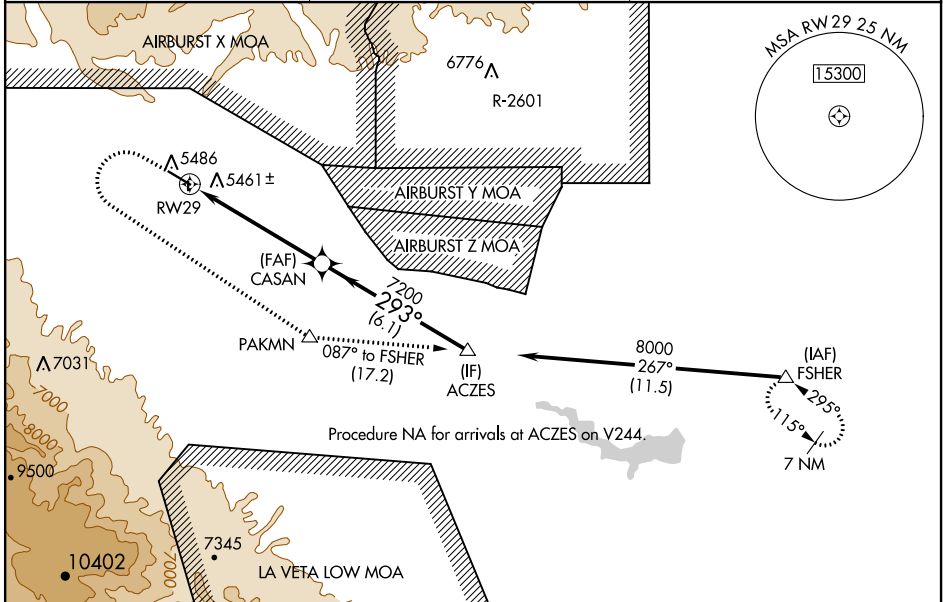 AIRBURST X MOA
6776
R-2601
MSA RW 29 25 NM
15300
5486
5461±
RW29
AIRBURST Y MOA
AIRBURST Z MOA
(FAF)
CASAN
7200
293°
(6.1)
PAKMN
087° to FSHER
(17.2)
(IF)
ACZES
8000
267°
(11.5)
(IAF)
FSHER
295°
115°
7 NM
7031
7000
8000
9500
Procedure NA for arrivals at ACZES on V244.
10402
7000
7345
LA VETA LOW MOA